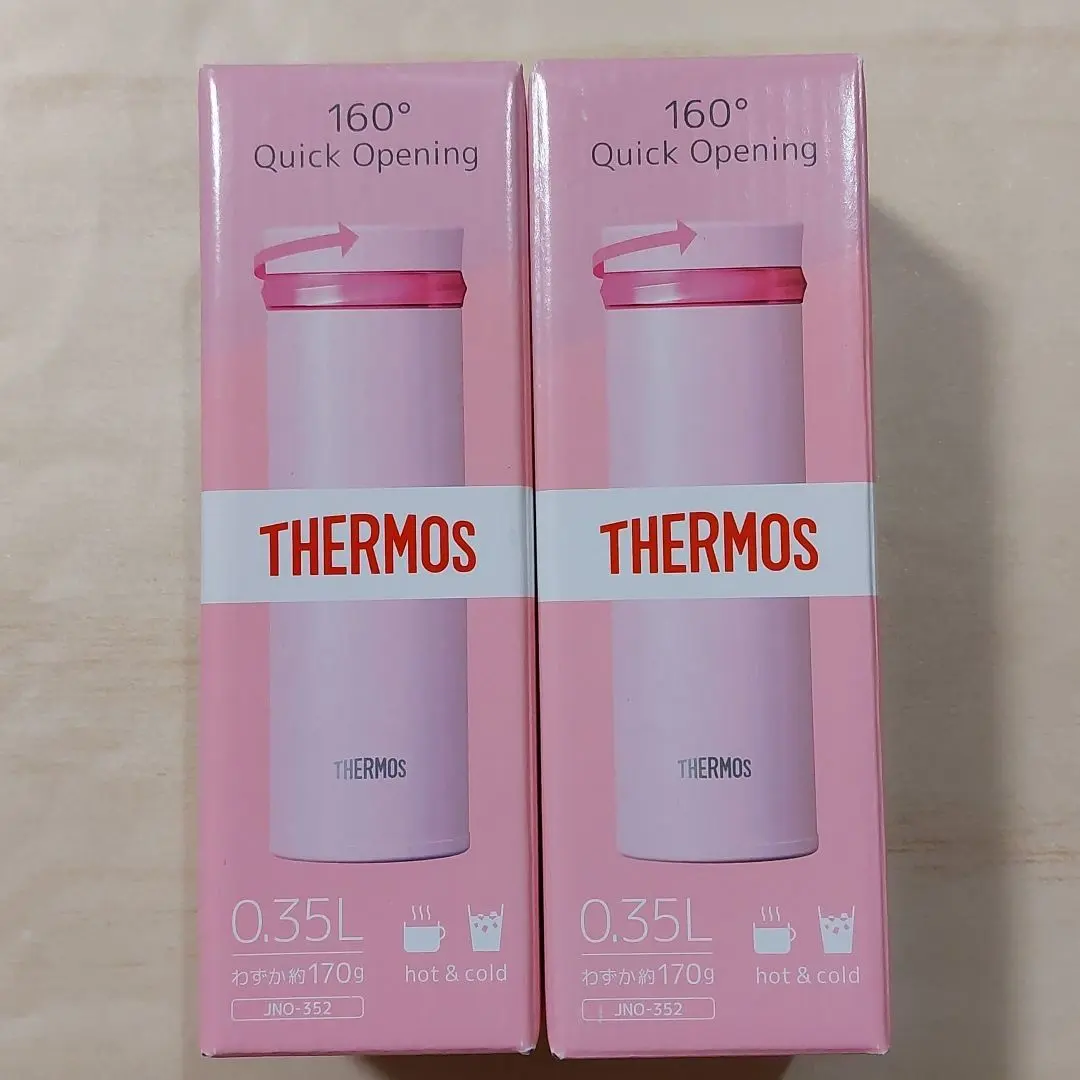 160°
Quick Opening
THERMOS
THERMOS
0.35L
わずか約170g
JNO-352
hot & cold
160°
Quick Opening
THERMOS
THERMOS
0.35L
わずか約170g
JNO-352
hot & cold